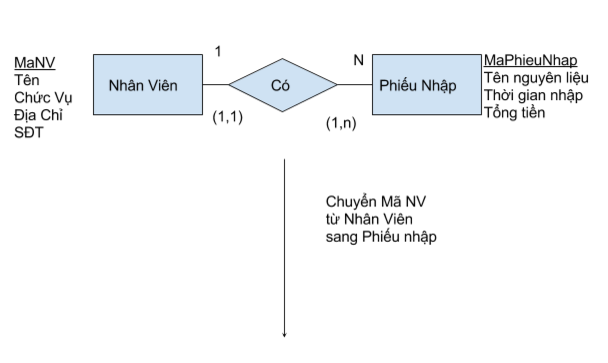 MaNV
Tên
Chức Vụ
Địa Chỉ
SĐT
Nhân Viên
1
(1,1)
Có
N
(1,n)
Phiếu Nhập
MaPhieuNhap
Tên nguyên liệu
Thời gian nhập
Tổng tiền
Chuyển Mã NV
từ Nhân Viên
sang Phiếu nhập